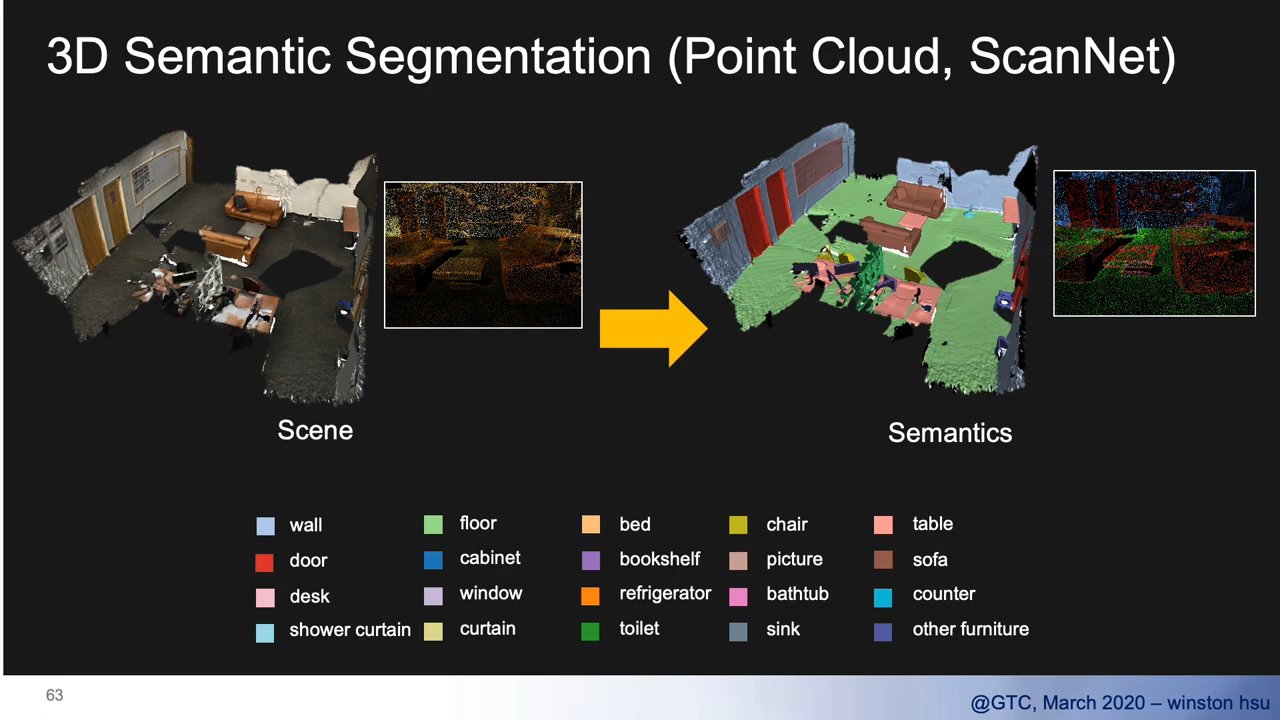 3D Semantic Segmentation (Point Cloud, ScanNet)
Scene
Semantics
wall
floor
bed
chair
table
door
cabinet
bookshelf
picture
sofa
desk
window
refrigerator
bathtub
counter
shower curtain
curtain
toilet
sink
other furniture
63
@GTC, March 2020 – winston hsu